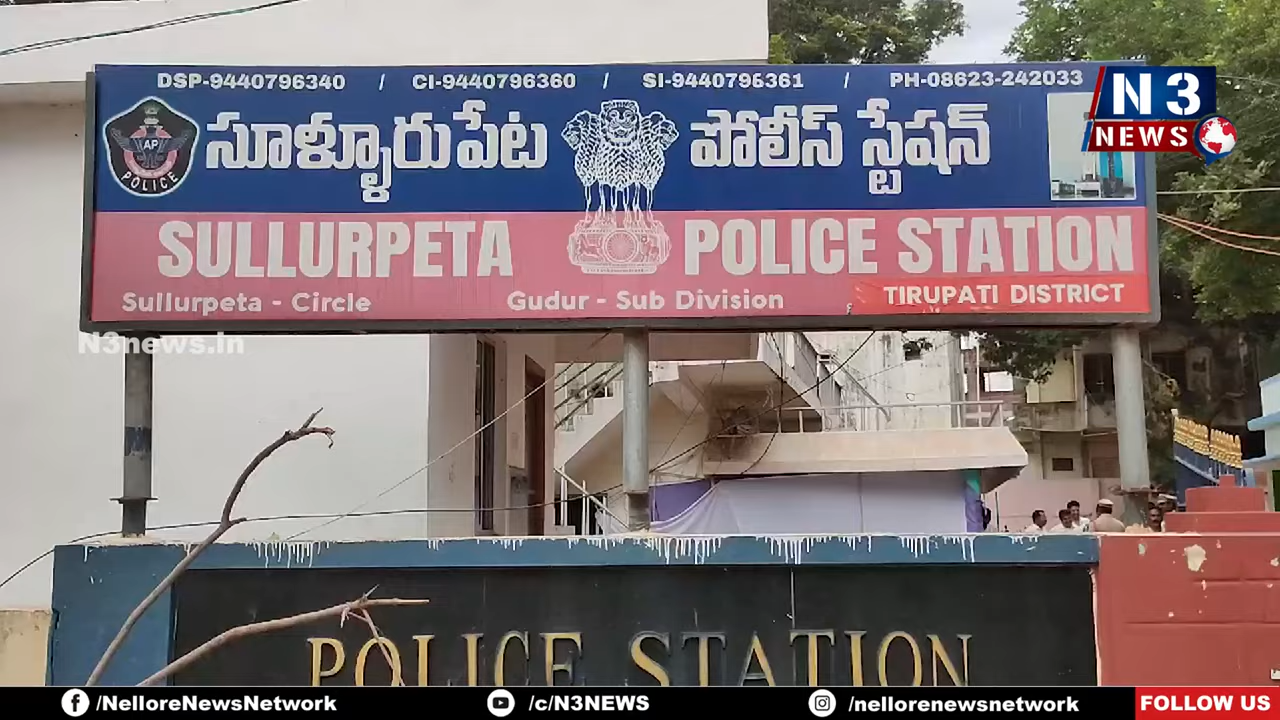 DSP-9440796340 / CI-9440796360 / SI-9440796361 / PH-08623-242033
N3
NEWS
AP
POLICE
సూళ్ళూరుపేట పోలీస్ స్టేషన్
SULLURPETA POLICE STATION
Sullurpeta - Circle Gudur - Sub Division TIRUPATI DISTRICT
N3news.in
POLICE STATION
/NelloreNewsNetwork /c/N3NEWS /nellorenewsnetwork FOLLOW US